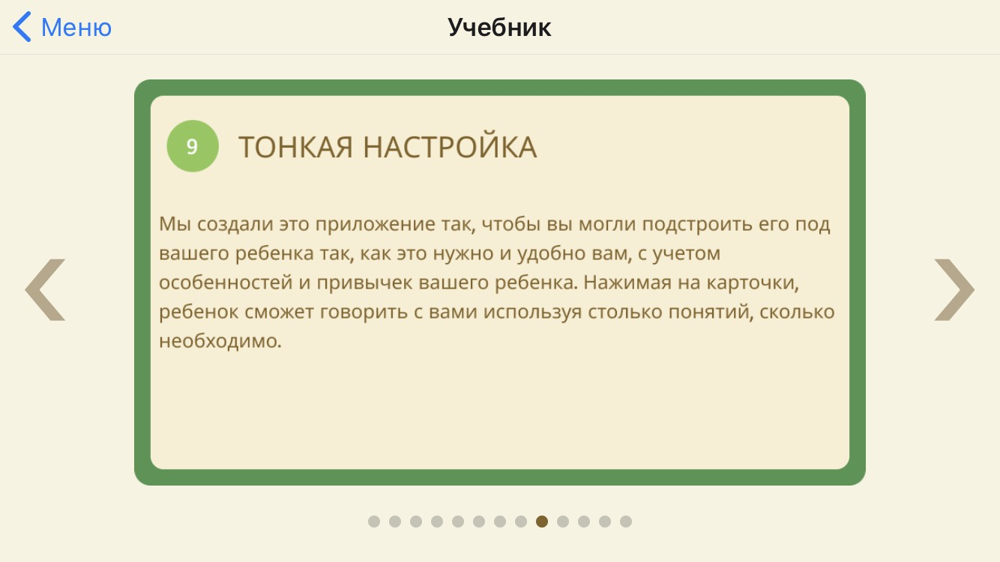 Меню
Учебник
9
ТОНКАЯ НАСТРОЙКА
Мы создали это приложение так, чтобы вы могли подстроить его под
вашего ребенка так, как это нужно и удобно вам, с учетом
особенностей и привычек вашего ребенка. Нажимая на карточки,
ребенок сможет говорить с вами используя столько понятий, сколько
необходимо.